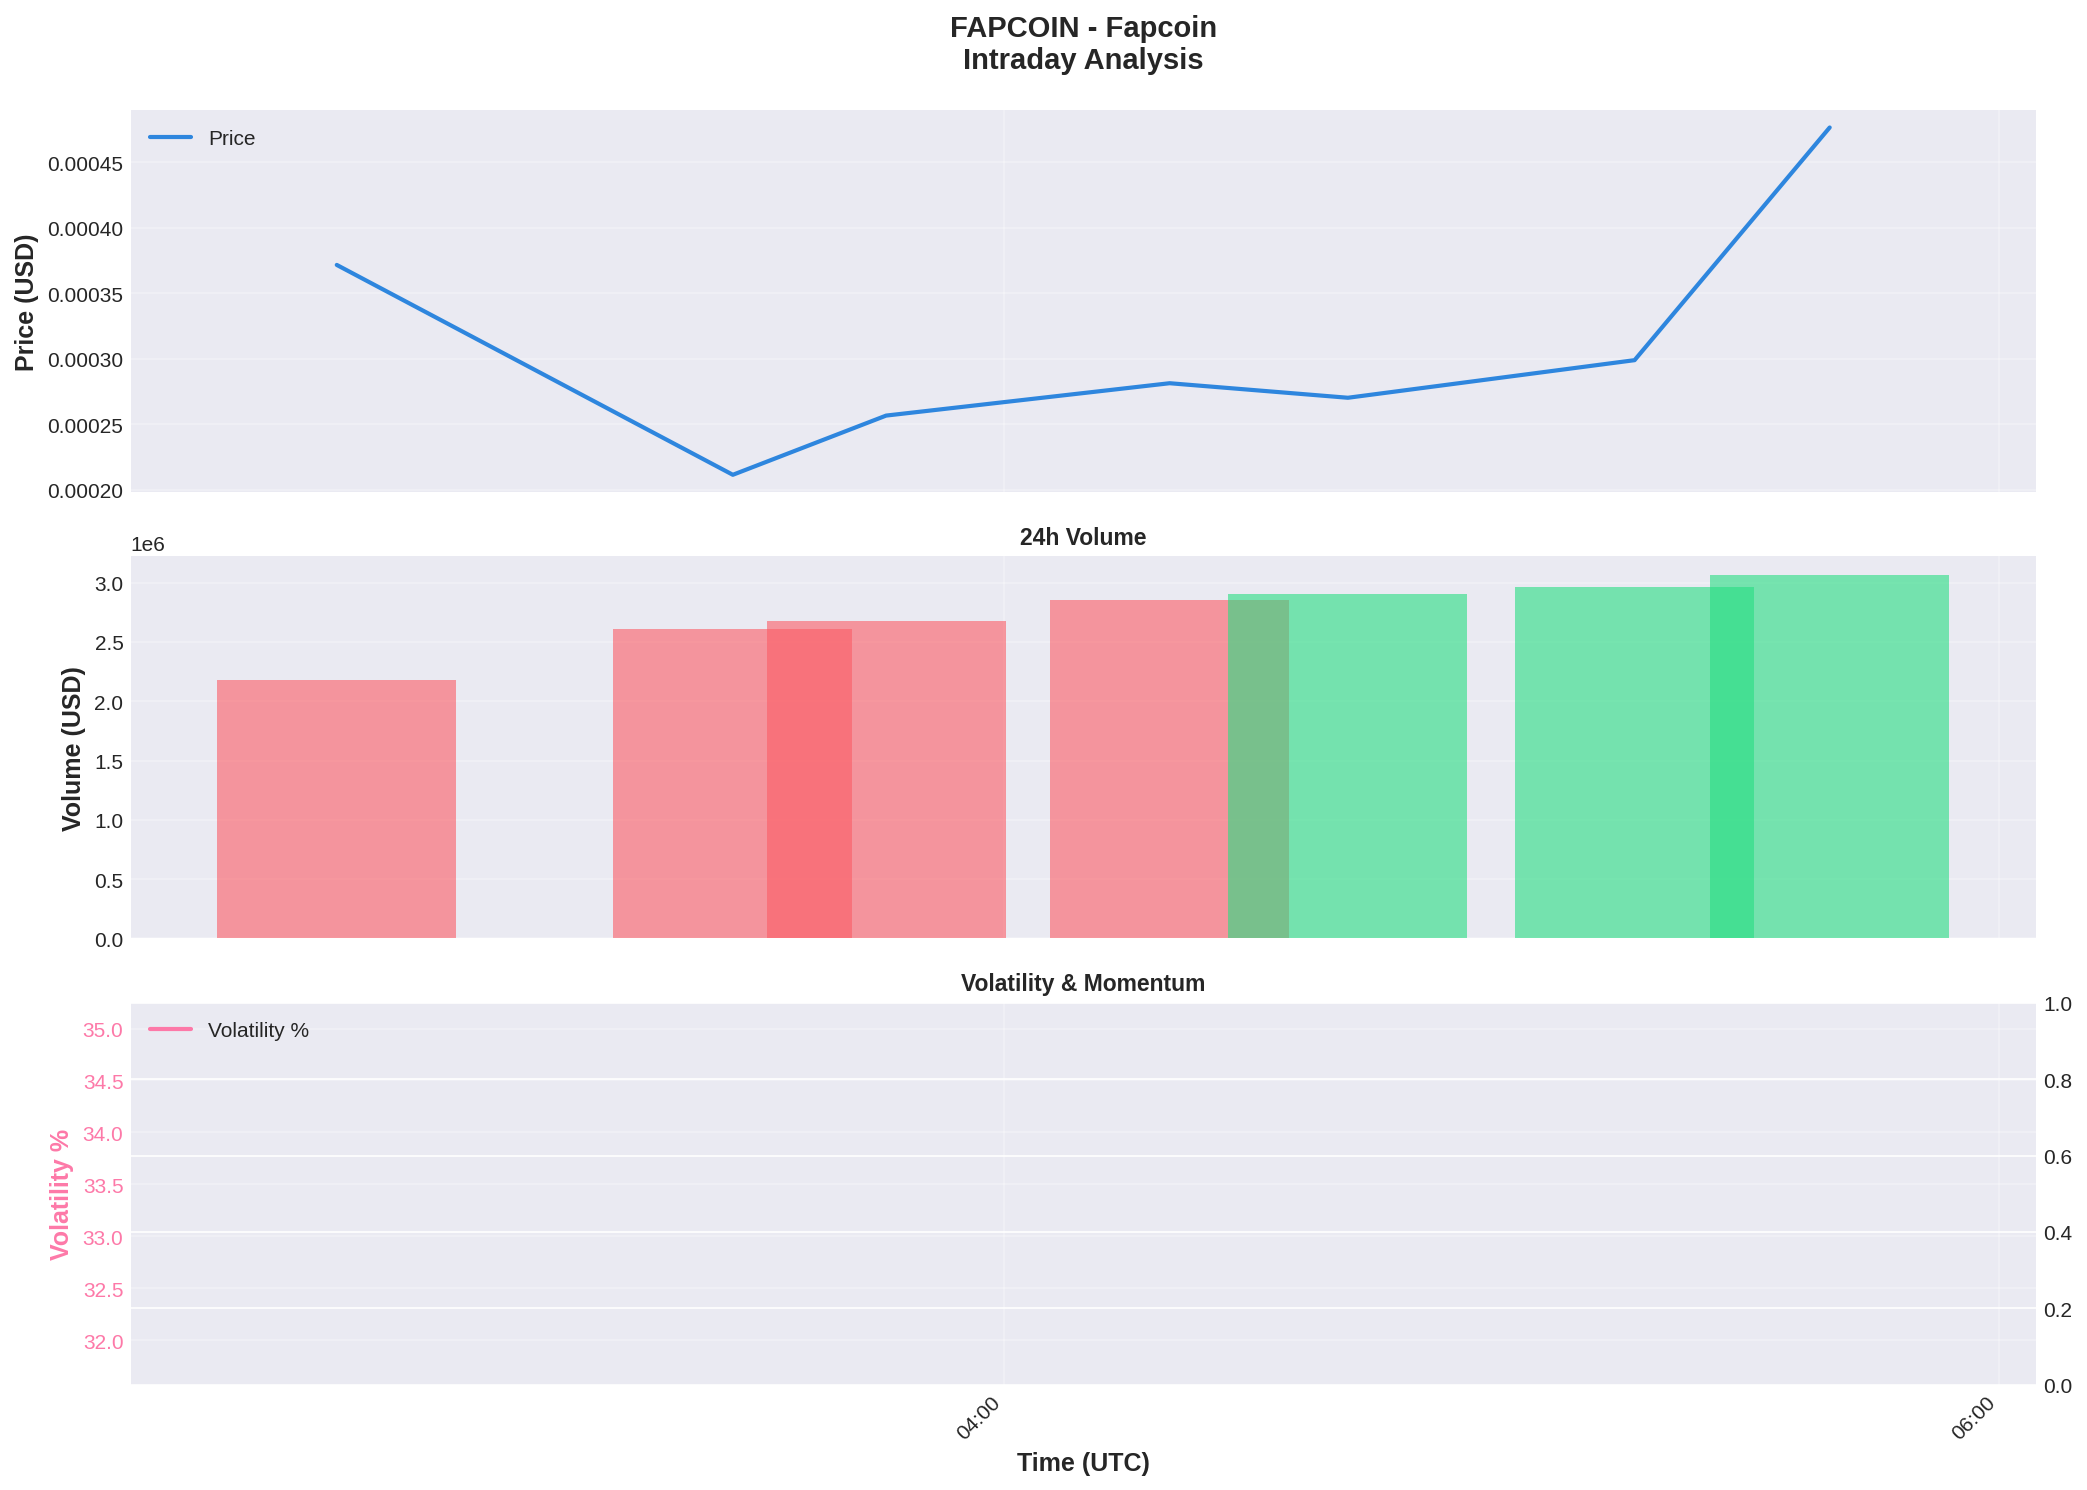 FAPCOIN - Fapcoin
Intraday Analysis
Price
0.00045
0.00040
0.00035
0.00030
0.00025
0.00020
Price (USD)
24h Volume
1e6
3.0
2.5
2.0
1.5
1.0
0.5
0.0
Volume (USD)
Volatility & Momentum
Volatility %
35.0
34.5
34.0
33.5
33.0
32.5
32.0
Volatility %
1.0
0.8
0.6
0.4
0.2
0.0
04:00
06:00
Time (UTC)